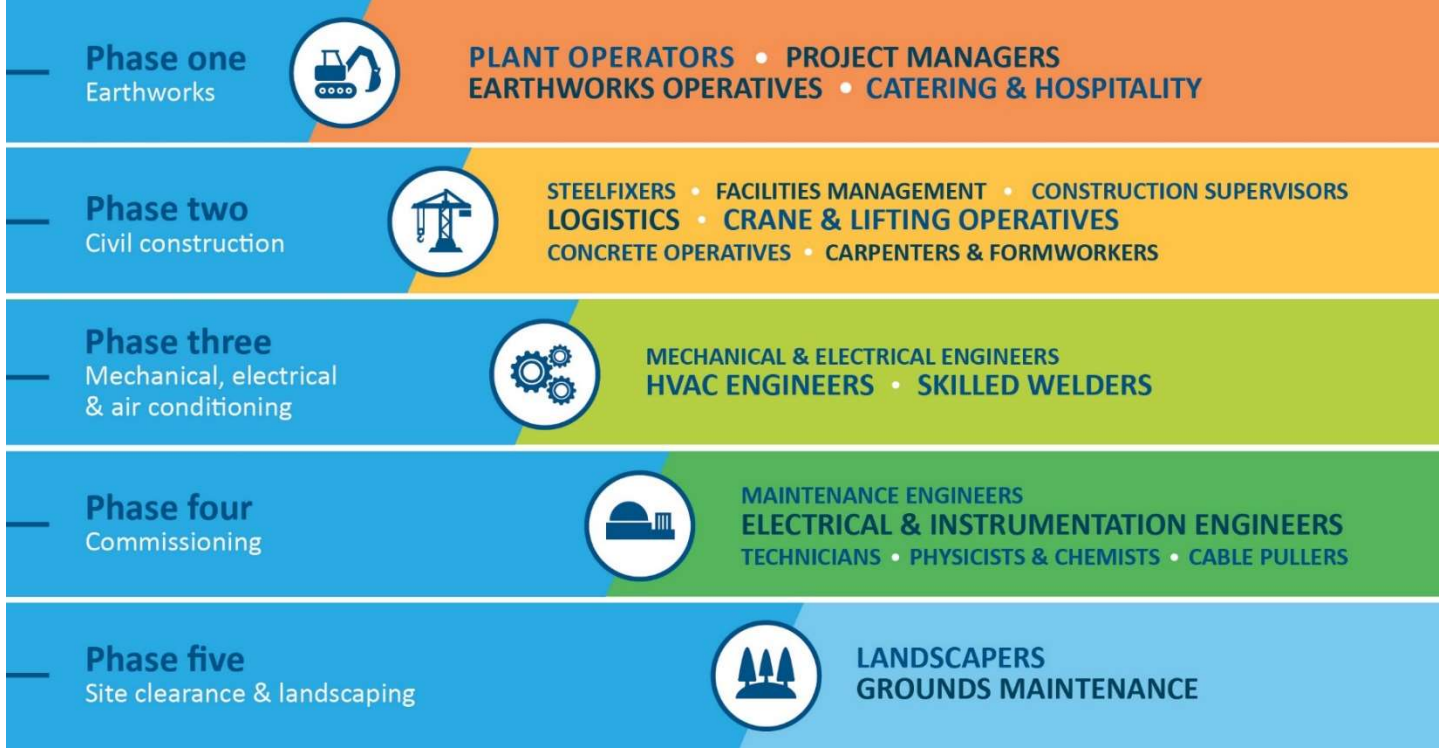 Phase one
Earthworks
PLANT OPERATORS • PROJECT MANAGERS
EARTHWORKS OPERATIVES • CATERING & HOSPITALITY
Phase two
Civil construction
STEELFIXERS • FACILITIES MANAGEMENT • CONSTRUCTION SUPERVISORS
LOGISTICS • CRANE & LIFTING OPERATIVES
CONCRETE OPERATIVES • CARPENTERS & FORMWORKERS
Phase three
Mechanical, electrical
& air conditioning
MECHANICAL & ELECTRICAL ENGINEERS
HVAC ENGINEERS • SKILLED WELDERS
Phase four
Commissioning
MAINTENANCE ENGINEERS
ELECTRICAL & INSTRUMENTATION ENGINEERS
TECHNICIANS • PHYSICISTS & CHEMISTS • CABLE PULLERS
Phase five
Site clearance & landscaping
LANDSCAPERS
GROUNDS MAINTENANCE